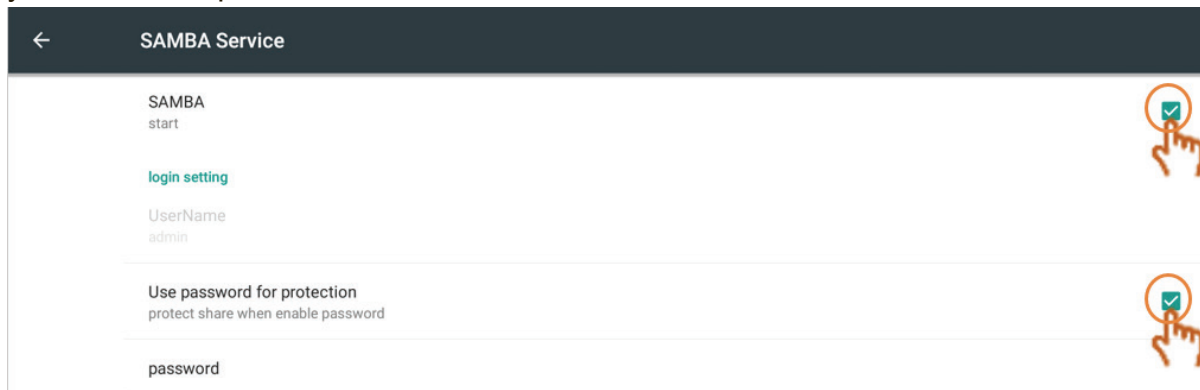 SAMBA Service
SAMBA
start
login setting
UserName
admin
Use password for protection
protect share when enable password
password